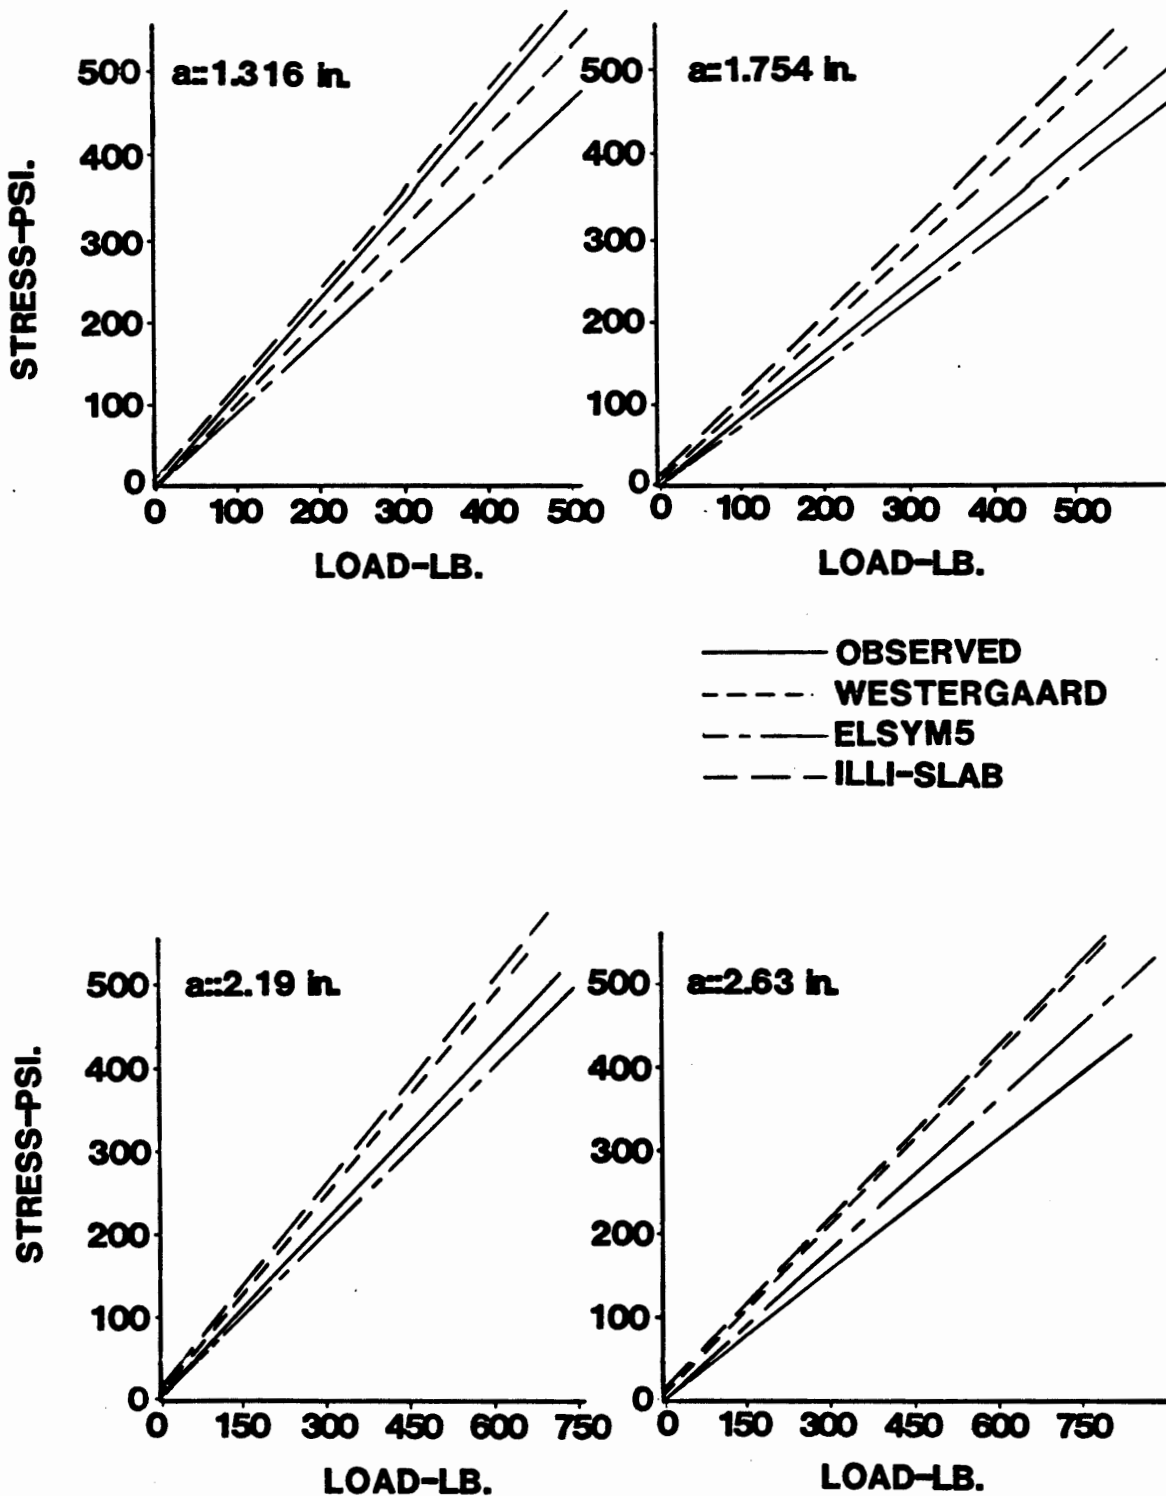 a=1.316 in.
STRESS-PSI.
500
400
300
200
100
0
0 100 200 300 400 500
LOAD-LB.
a=1.754 in.
500
400
300
200
100
0
0 100 200 300 400 500
LOAD-LB.
OBSERVED
WESTERGAARD
ELSYM5
ILLI-SLAB
a=2.19 in.
STRESS-PSI.
500
400
300
200
100
0
0 150 300 450 600 750
LOAD-LB.
a=2.63 in.
500
400
300
200
100
0
0 150 300 450 600 750
LOAD-LB.